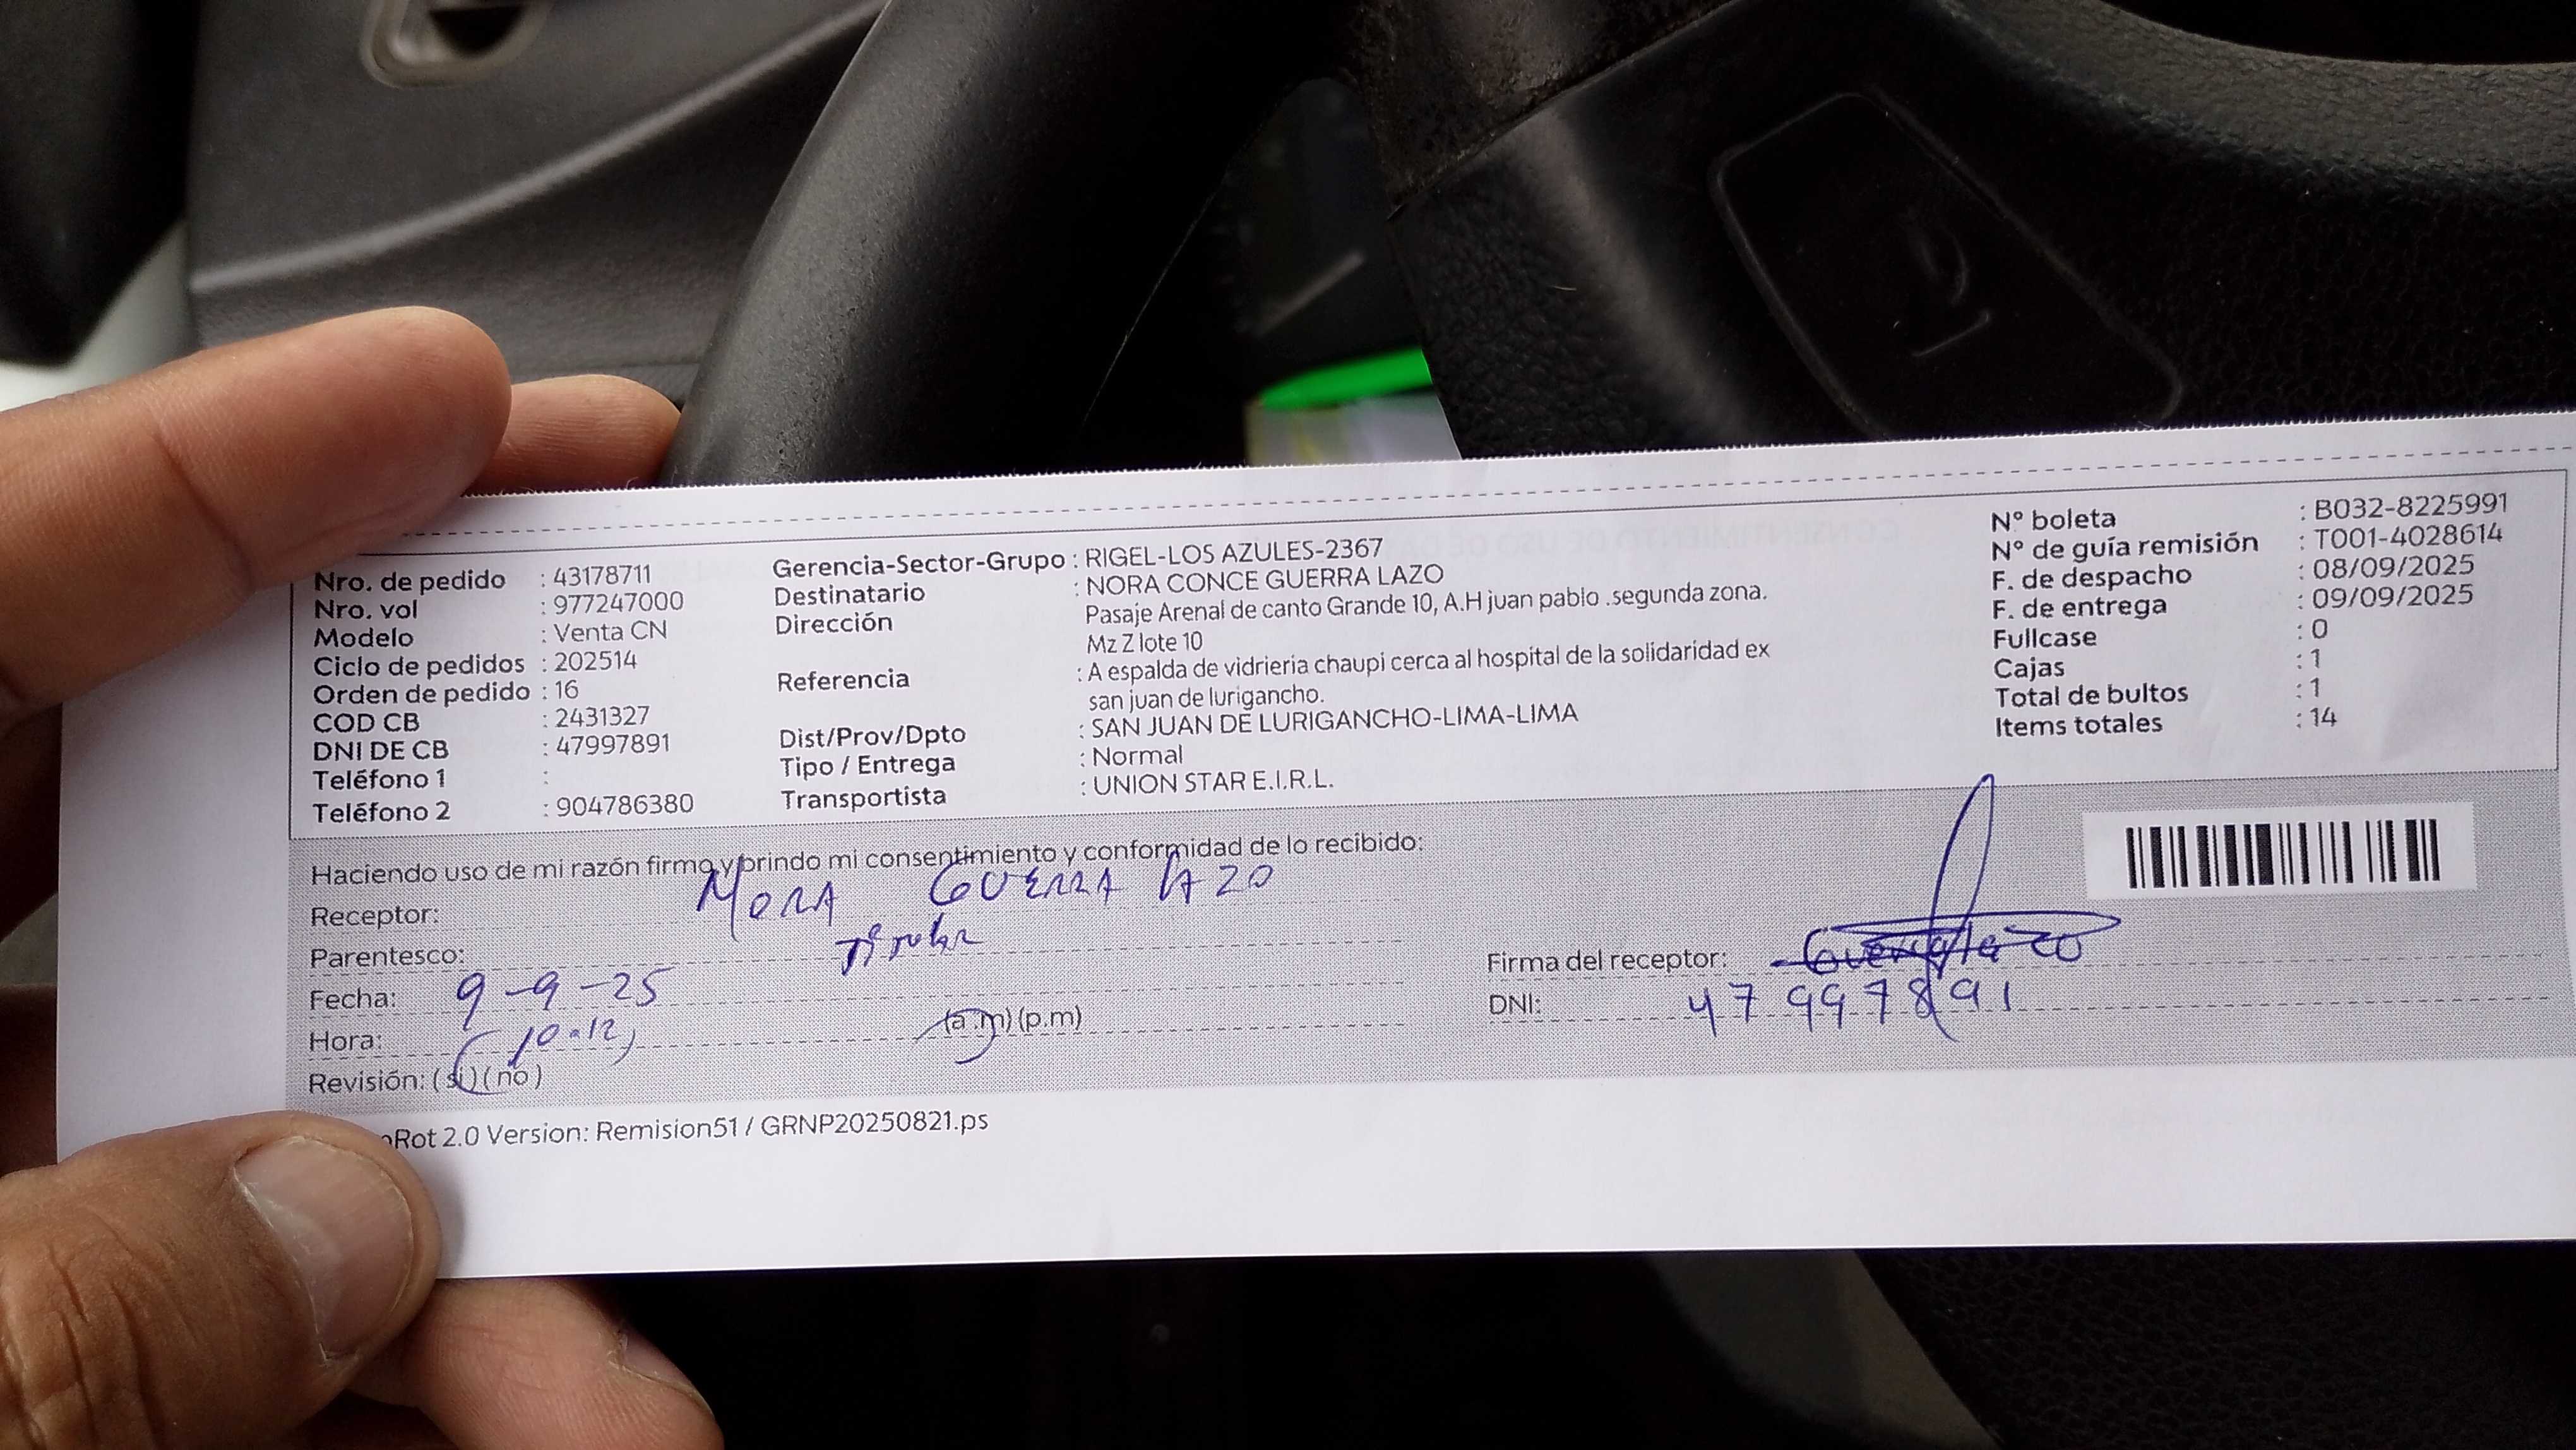 Nro. de pedido : 43178711
Nro. vol : 977247000
Modelo : Venta CN
Ciclo de pedidos : 202514
Orden de pedido : 16
COD CB : 2431327
DNI DE CB : 47997891
Teléfono 1 :
Teléfono 2 : 904786380
Gerencia-Sector-Grupo : RIGEL-LOS AZULES-2367
Destinatario : NORA CONCE GUERRA LAZO
Dirección Pasaje Arenal de canto Grande 10, A.H juan pablo .segunda zona.
Mz Z lote 10
Referencia : A espalda de vidrieria chaupi cerca al hospital de la solidaridad ex
san juan de lurigancho.
Dist/Prov/Dpto : SAN JUAN DE LURIGANCHO-LIMA-LIMA
Tipo / Entrega : Normal
Transportista : UNION STAR E.I.R.L.
N° boleta : B032-8225991
N° de guía remisión : T001-4028614
F. de despacho : 08/09/2025
F. de entrega : 09/09/2025
Fullcase : 0
Cajas : 1
Total de bultos : 1
Items totales : 14
Haciendo uso de mi razón firmo y brindo mi consentimiento y conformidad de lo recibido:
Receptor: NORA GUERRA LAZO
Parentesco: Titular
Fecha: 9-9-25
Hora: 10:12 (a.m) (p.m)
Revisión: (si) (no)
Firma del receptor: Guerra Lazo
DNI: 47997891
Rot 2.0 Version: Remision51 / GRNP20250821.ps